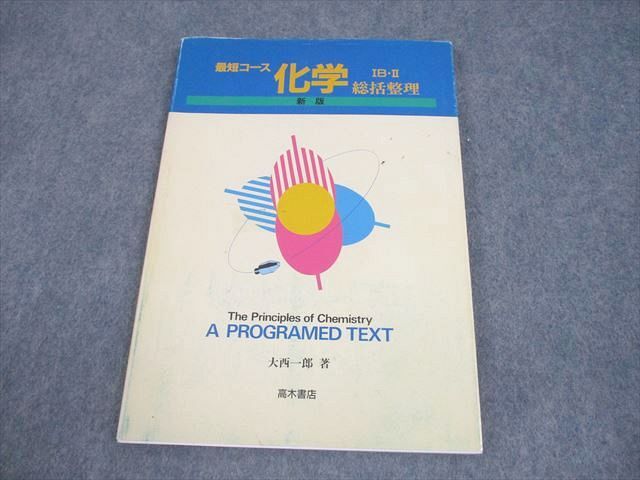 最短コース 化学 IB・II 総括整理
新版
The Principles of Chemistry
A PROGRAMED TEXT
大西一郎 著
高木書店